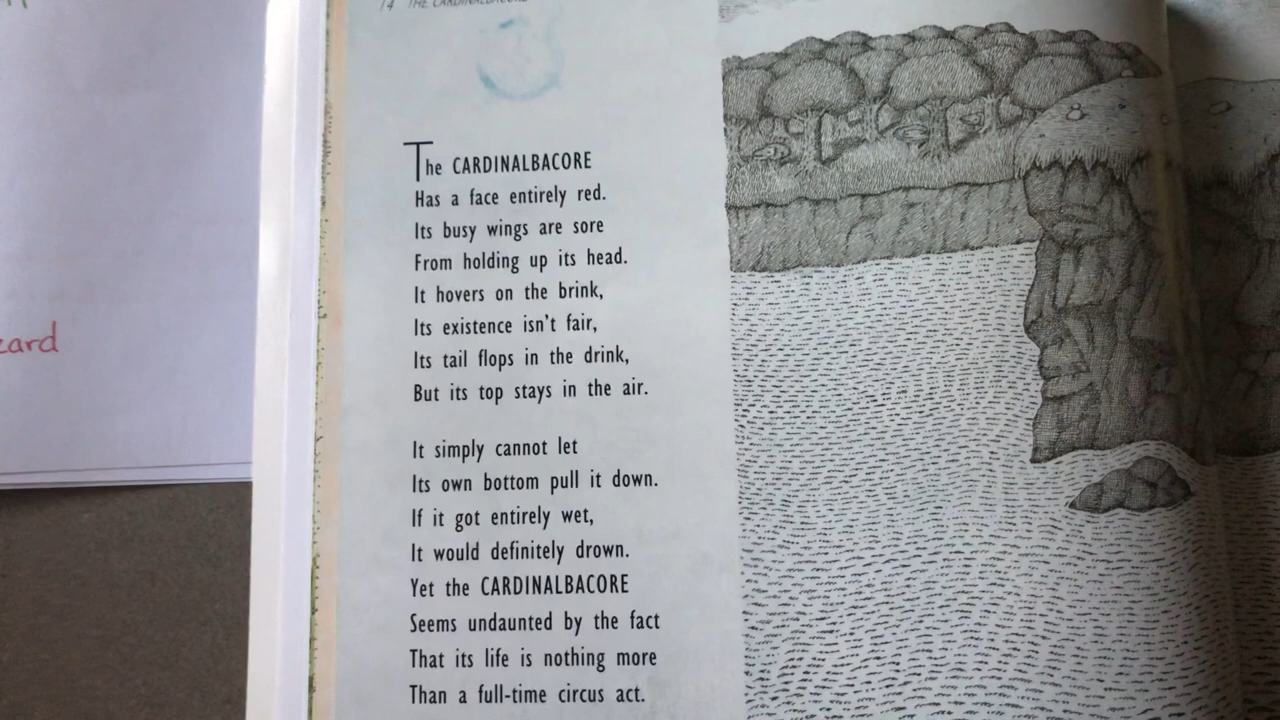 14 THE CARDINALBACORE
The CARDINALBACORE
Has a face entirely red.
Its busy wings are sore
From holding up its head.
It hovers on the brink,
Its existence isn't fair,
Its tail flops in the drink,
But its top stays in the air.
It simply cannot let
Its own bottom pull it down.
If it got entirely wet,
It would definitely drown.
Yet the CARDINALBACORE
Seems undaunted by the fact
That its life is nothing more
Than a full-time circus act.